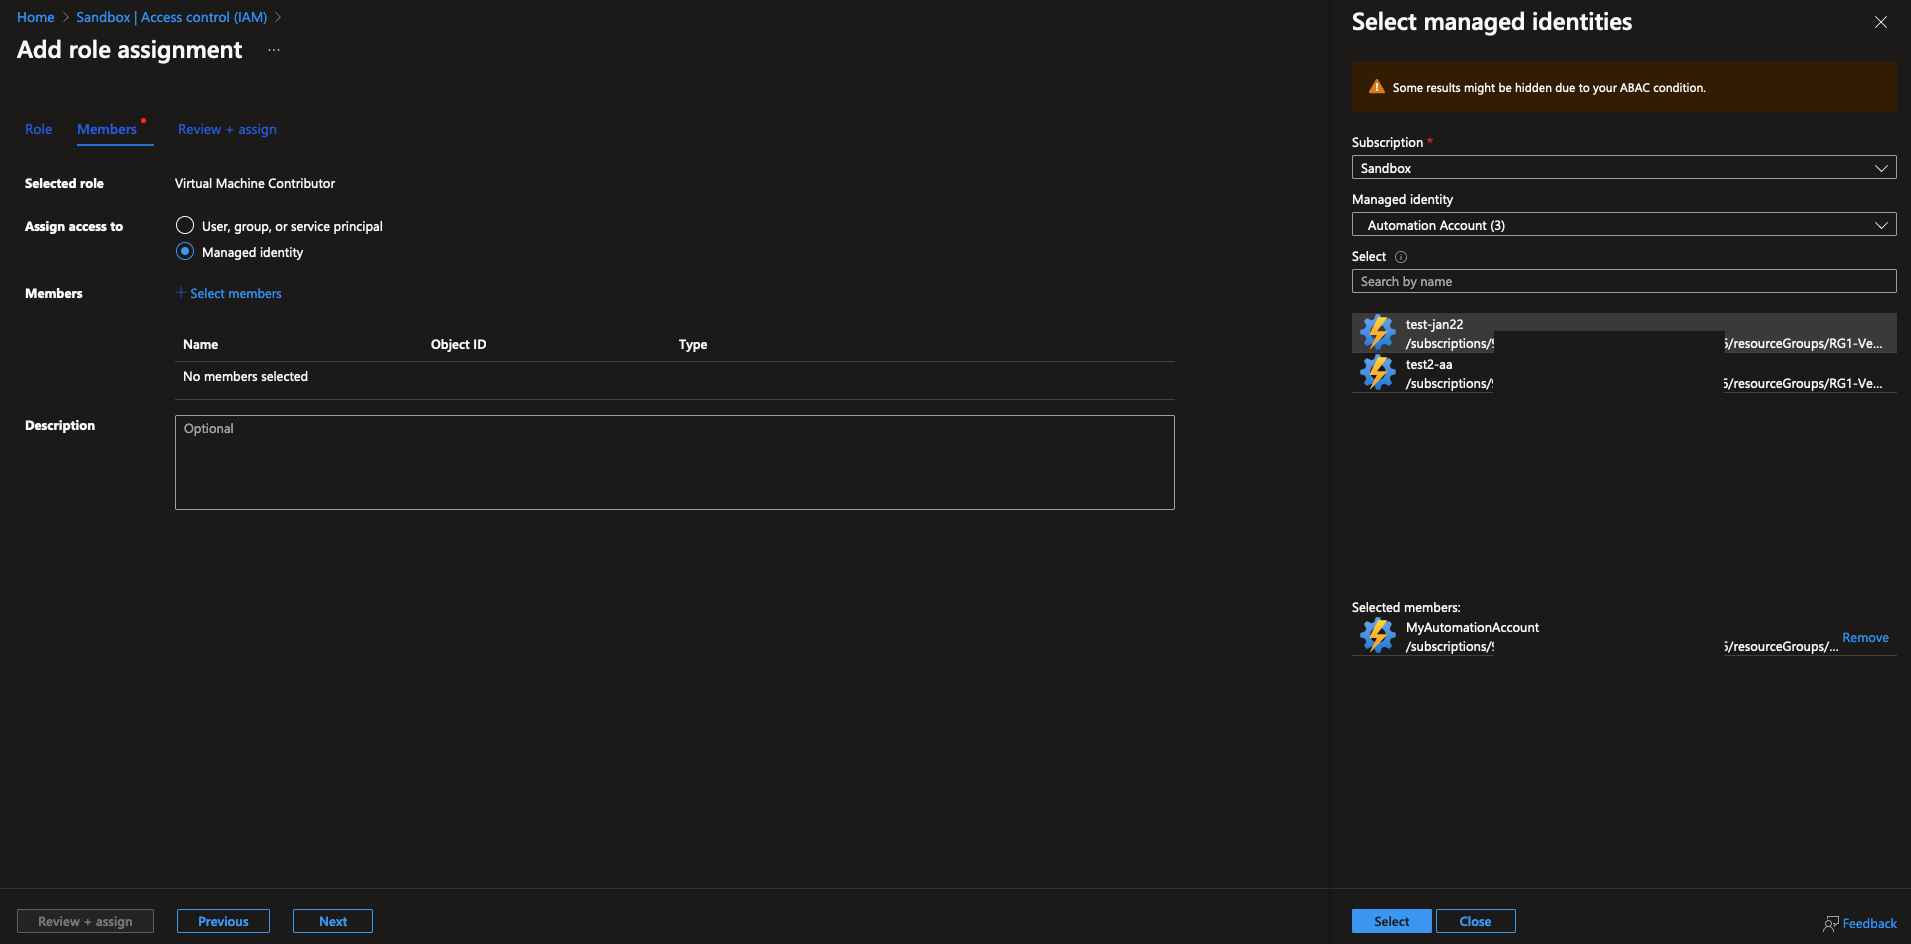 Home > Sandbox | Access control (IAM) >
Add role assignment ...
Role Members Review + assign
Selected role Virtual Machine Contributor
Assign access to User, group, or service principal
Managed identity
Members + Select members
Name Object ID Type
No members selected
Description Optional
Review + assign Previous Next
Select managed identities
Some results might be hidden due to your ABAC condition.
Subscription *
Sandbox
Managed identity
Automation Account (3)
Select
Search by name
test-jan22
/subscriptions/ /resourceGroups/RG1-Ve...
test2-aa
/subscriptions/ /resourceGroups/RG1-Ve...
Selected members:
MyAutomationAccount
/subscriptions/ /resourceGroups/... Remove
Select Close Feedback